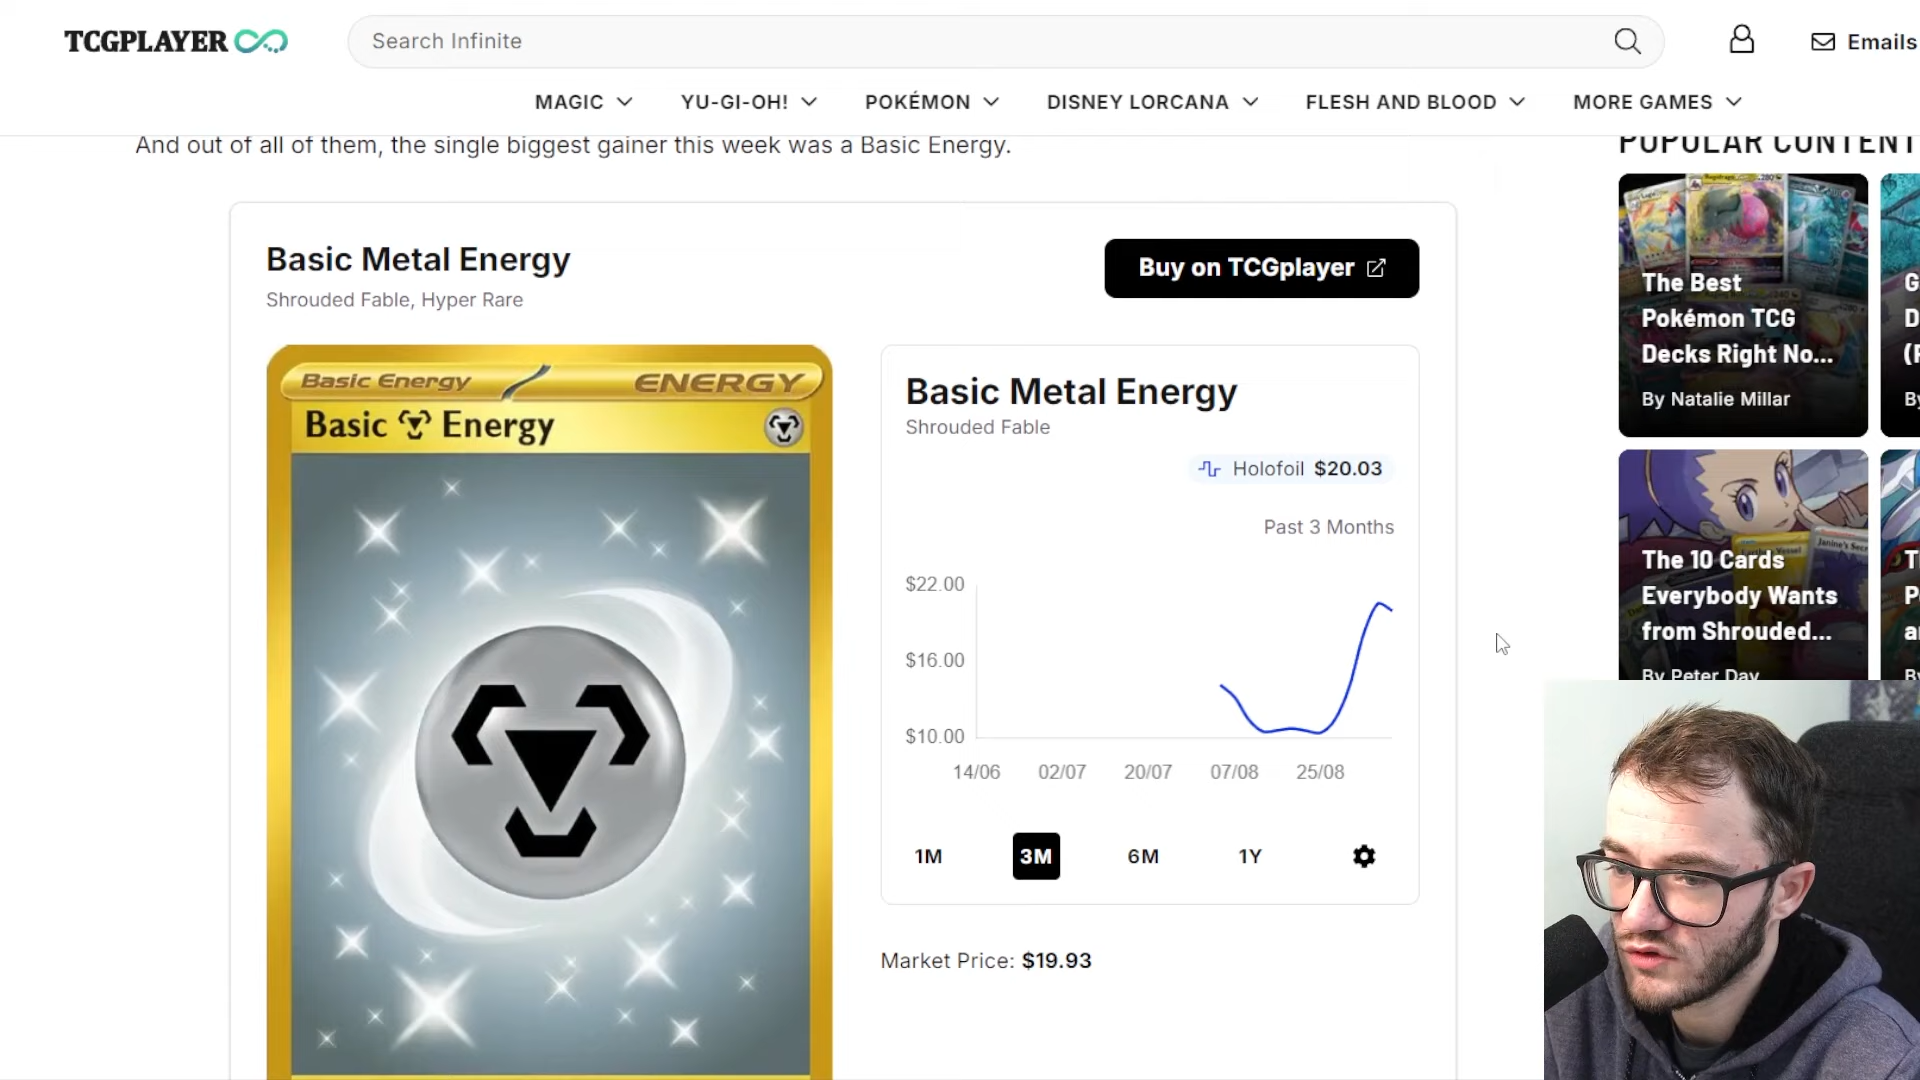 TCGPLAYER
Search Infinite
Emails
MAGIC
YU-GI-OH!
POKÉMON
DISNEY LORCANA
FLESH AND BLOOD
MORE GAMES
And out of all of them, the single biggest gainer this week was a Basic Energy.
POPULAR CONTENT
Basic Metal Energy
Shrouded Fable, Hyper Rare
Buy on TCGplayer
Basic Energy
ENERGY
Basic Energy
Basic Metal Energy
Shrouded Fable
Holofoil $20.03
Past 3 Months
$22.00
$16.00
$10.00
14/06
02/07
20/07
07/08
25/08
1M
3M
6M
1Y
Market Price: $19.93
The Best
Pokémon TCG
Decks Right No...
By Natalie Millar
The 10 Cards
Everybody Wants
from Shrouded...
By Peter Day